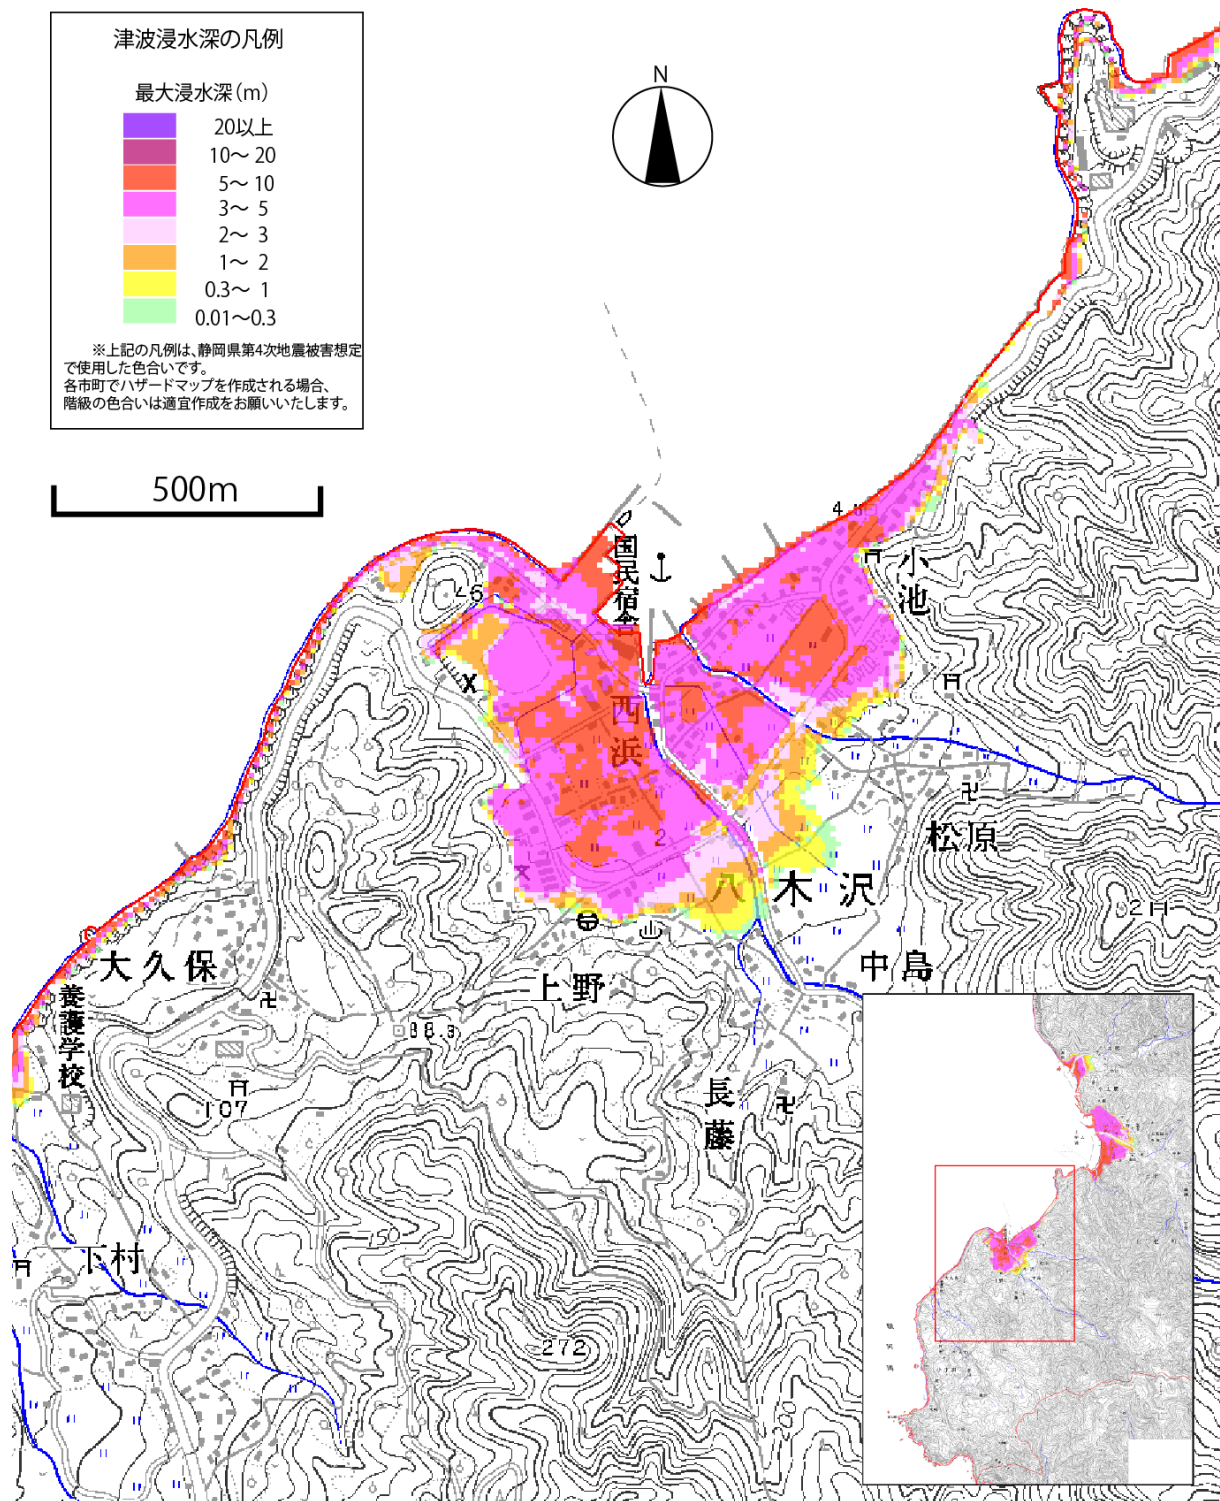 津波浸水深の凡例
最大浸水深(m)
20以上
10～ 20
5～ 10
3～ 5
2～ 3
1～ 2
0.3～ 1
0.01～0.3
※上記の凡例は、静岡県第4次地震被害想定
で使用した色合いです。
各市町でハザードマップを作成される場合、
階級の色合いは適宜作成をお願いいたします。
N
500m
国民宿舎
小池
46
西浜
2
松原
八木沢
中島
大久保
上野
養護学校
88.3
107
長藤
150
下村
272